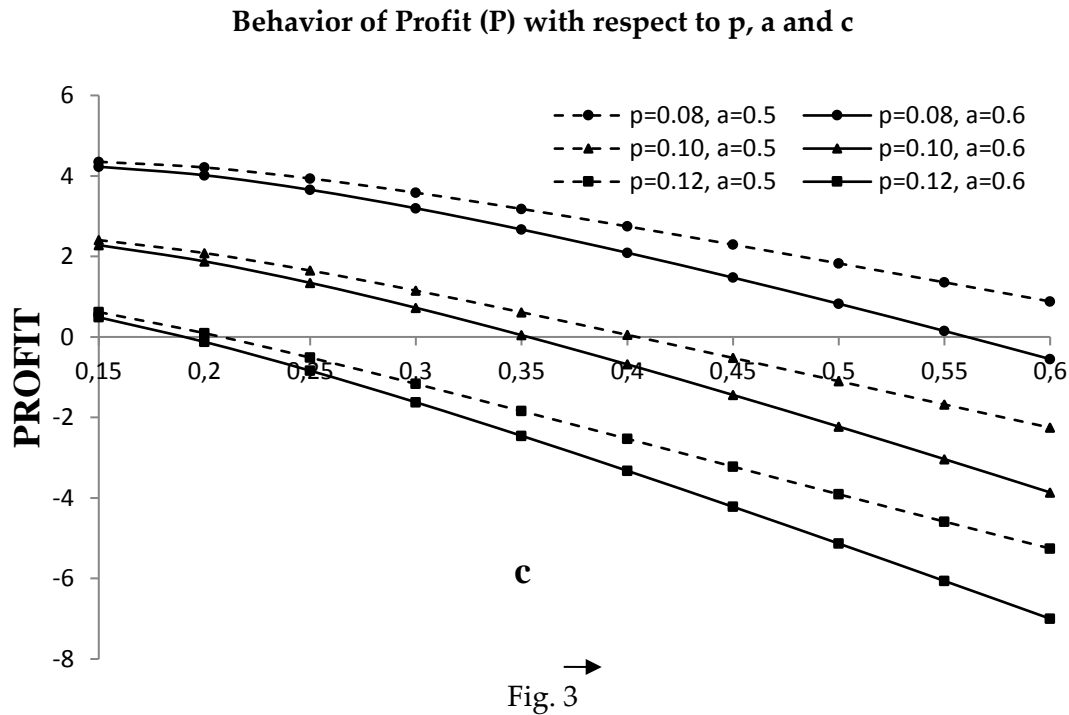 Behavior of Profit (P) with respect to p, a and c
6
p=0.08, a=0.5 p=0.08, a=0.6
p=0.10, a=0.5 p=0.10, a=0.6
p=0.12, a=0.5 p=0.12, a=0.6
4
2
0
0,15 0,2 0,25 0,3 0,35 0,4 0,45 0,5 0,55 0,6
PROFIT
-2
-4
-6
c
-8
Fig. 3